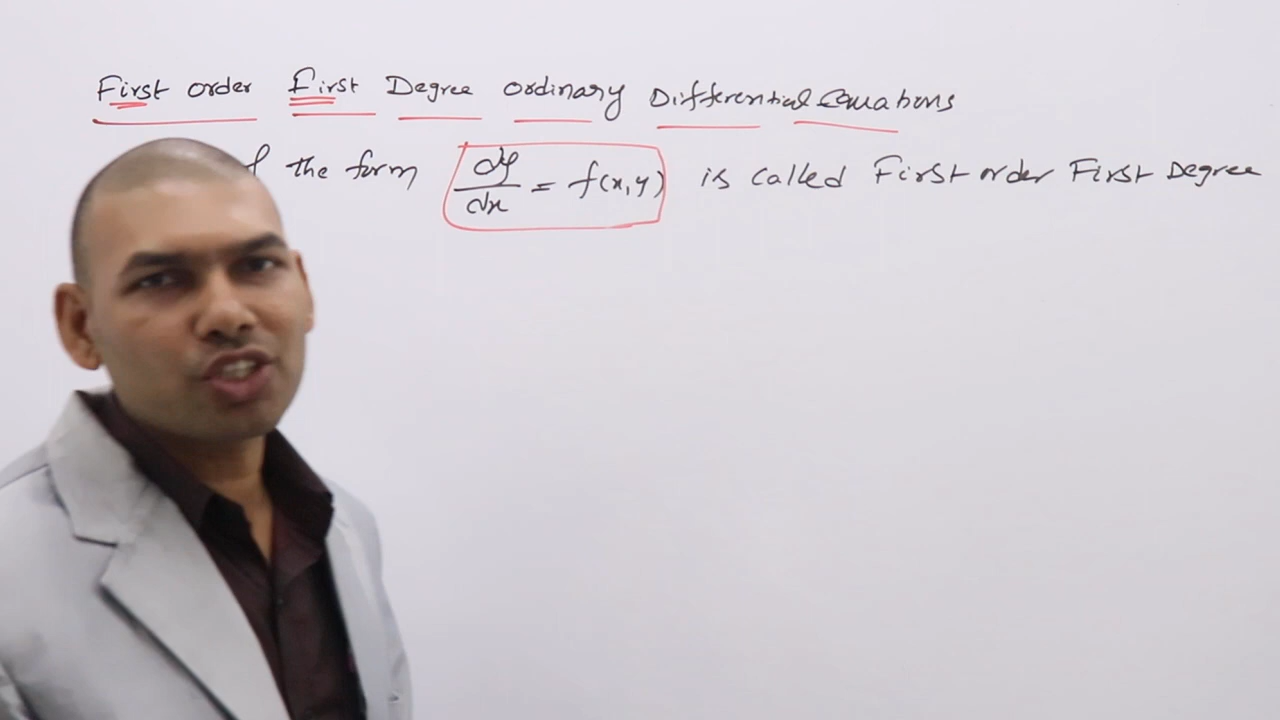 First order First Degree ordinary Differential Equations
the form dy/dx = f(x,y) is called First order First Degree